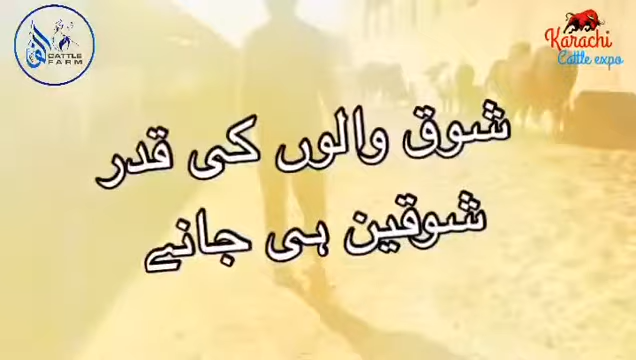 CATTLE
FARM
Karachi
Cattle expo
شوق والوں کی قدر
شوقین ہی جانے